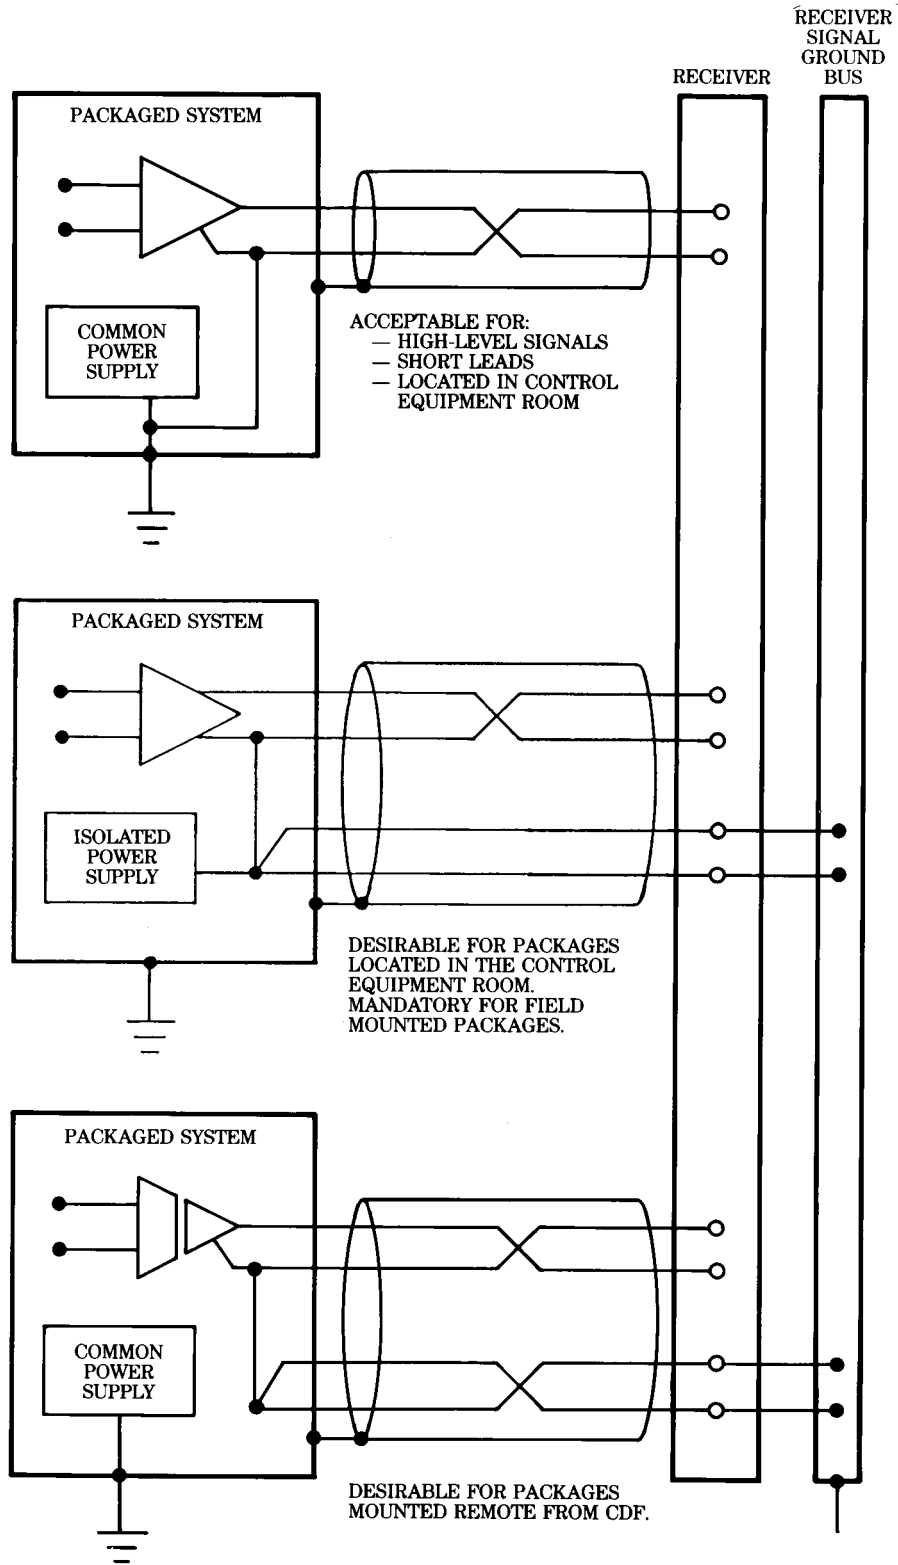 RECEIVER
SIGNAL
GROUND
BUS
RECEIVER
PACKAGED SYSTEM
COMMON
POWER
SUPPLY
ACCEPTABLE FOR:
— HIGH-LEVEL SIGNALS
— SHORT LEADS
— LOCATED IN CONTROL
EQUIPMENT ROOM
PACKAGED SYSTEM
ISOLATED
POWER
SUPPLY
DESIRABLE FOR PACKAGES
LOCATED IN THE CONTROL
EQUIPMENT ROOM.
MANDATORY FOR FIELD
MOUNTED PACKAGES.
PACKAGED SYSTEM
COMMON
POWER
SUPPLY
DESIRABLE FOR PACKAGES
MOUNTED REMOTE FROM CDF.